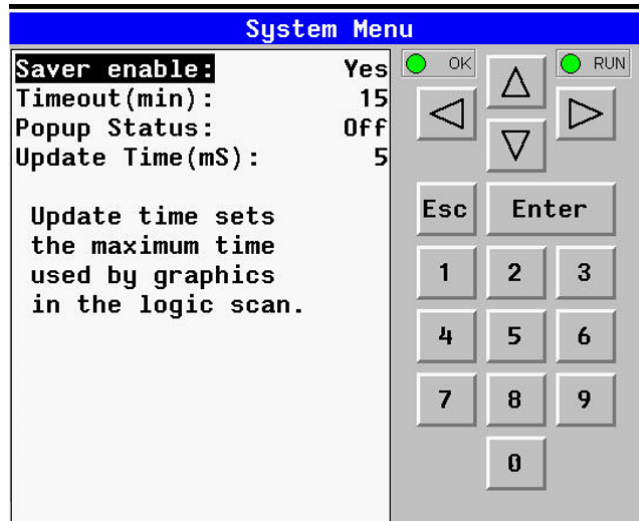 System Menu
Saver enable: Yes
Timeout(min): 15
Popup Status: Off
Update Time(mS): 5
Update time sets
the maximum time
used by graphics
in the logic scan.
OK
RUN
Esc Enter
1 2 3
4 5 6
7 8 9
0